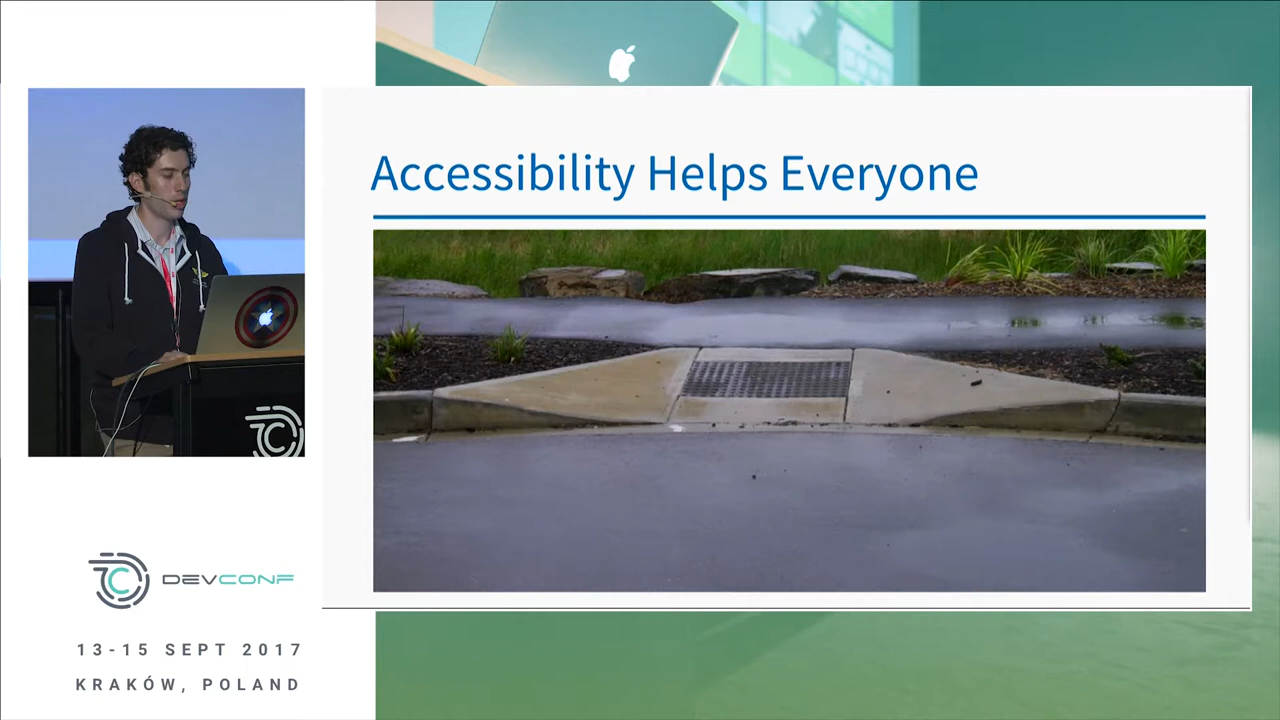 Accessibility Helps Everyone
DEVCONF
13-15 SEPT 2017
KRAKÓW, POLAND